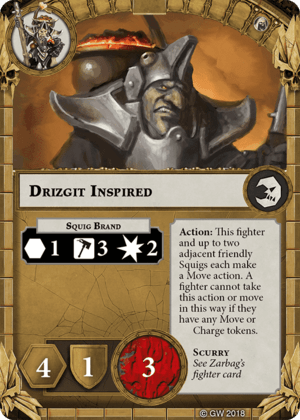 DRIZGIT INSPIRED
SQUIG BRAND
1 3 2
Action: This fighter
and up to two
adjacent friendly
Squigs each make
a Move action. A
fighter cannot take
this action or move
in this way if they
have any Move or
Charge tokens.
SCURRY
See Zarbag's
fighter card
4 1 3
© GW 2018